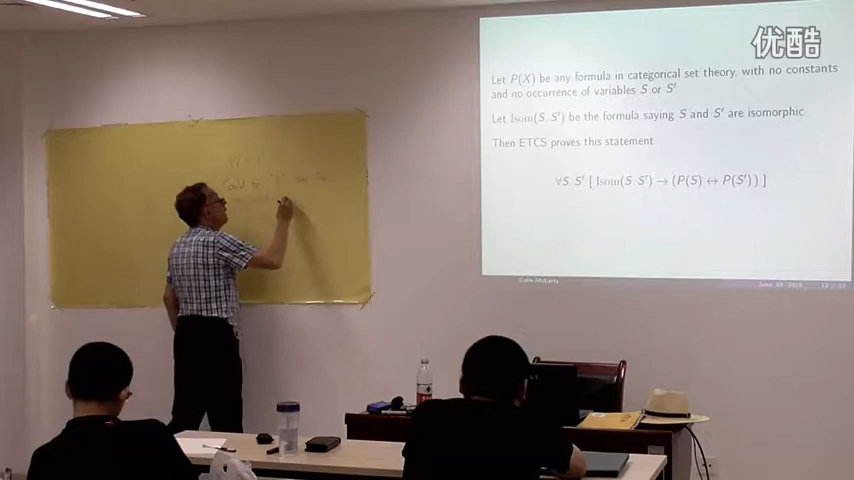 优酷
Let P(X) be any formula in categorical set theory, with no constants
and no occurrence of variables S or S′
Let Isom(S, S′) be the formula saying S and S′ are isomorphic
Then ETCS proves this statement
∀S, S′ [ Isom(S, S′) → (P(S) ↔ P(S′)) ]
Colin McLarty